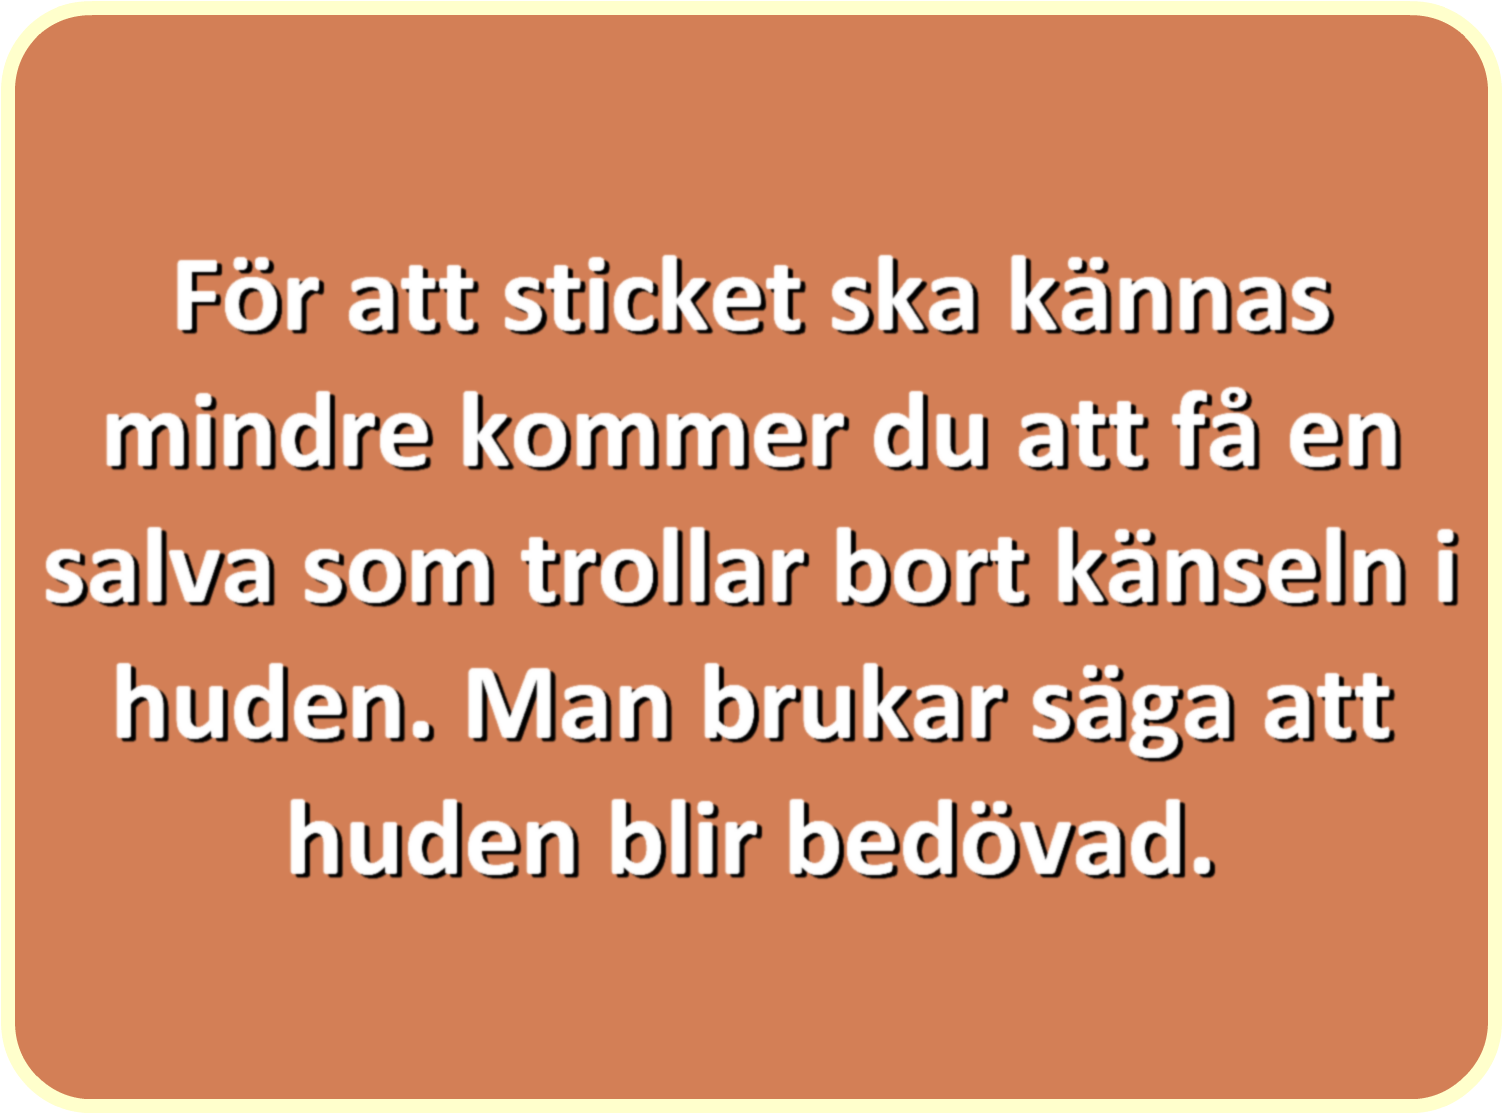 För att sticket ska kännas
mindre kommer du att få en
salva som trollar bort känseln i
huden. Man brukar säga att
huden blir bedövad.